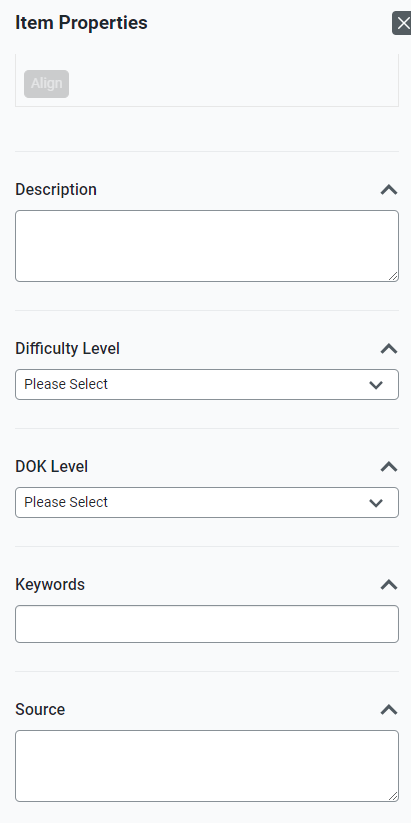 Item Properties
Align
Description
Difficulty Level
Please Select
DOK Level
Please Select
Keywords
Source